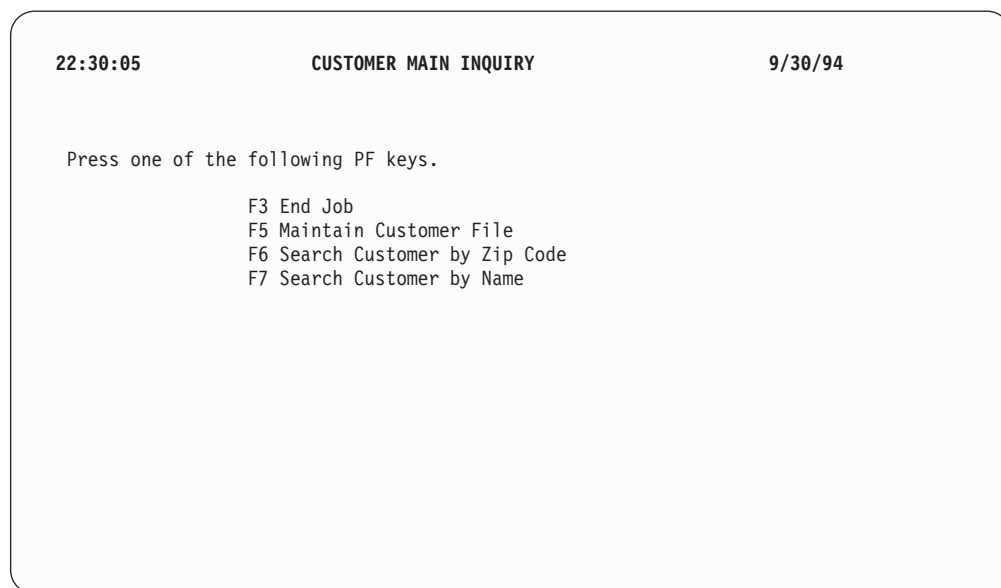 22:30:05 CUSTOMER MAIN INQUIRY 9/30/94
Press one of the following PF keys.
F3 End Job
F5 Maintain Customer File
F6 Search Customer by Zip Code
F7 Search Customer by Name